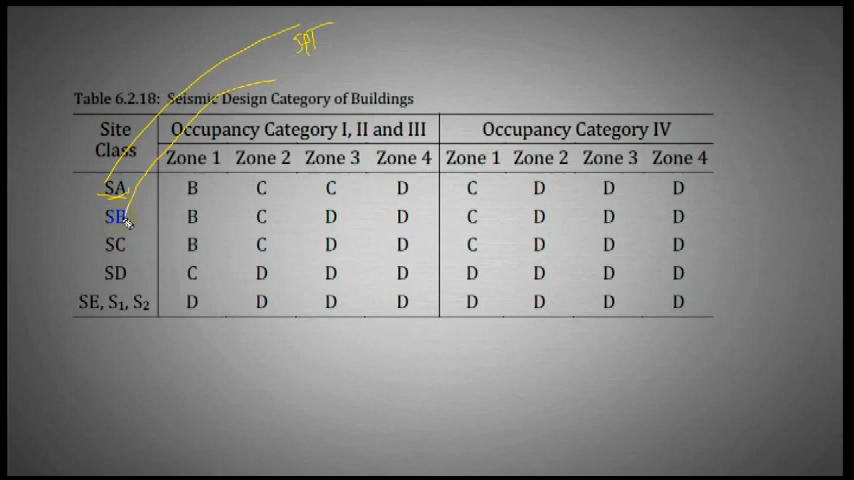 SPT
Table 6.2.18: Seismic Design Category of Buildings
Site Class Occupancy Category I, II and III Occupancy Category IV
Zone 1 Zone 2 Zone 3 Zone 4 Zone 1 Zone 2 Zone 3 Zone 4
SA B C C D C D D D
SB B C D D C D D D
SC B C D D C D D D
SD C D D D D D D D
SE, S₁, S₂ D D D D D D D D